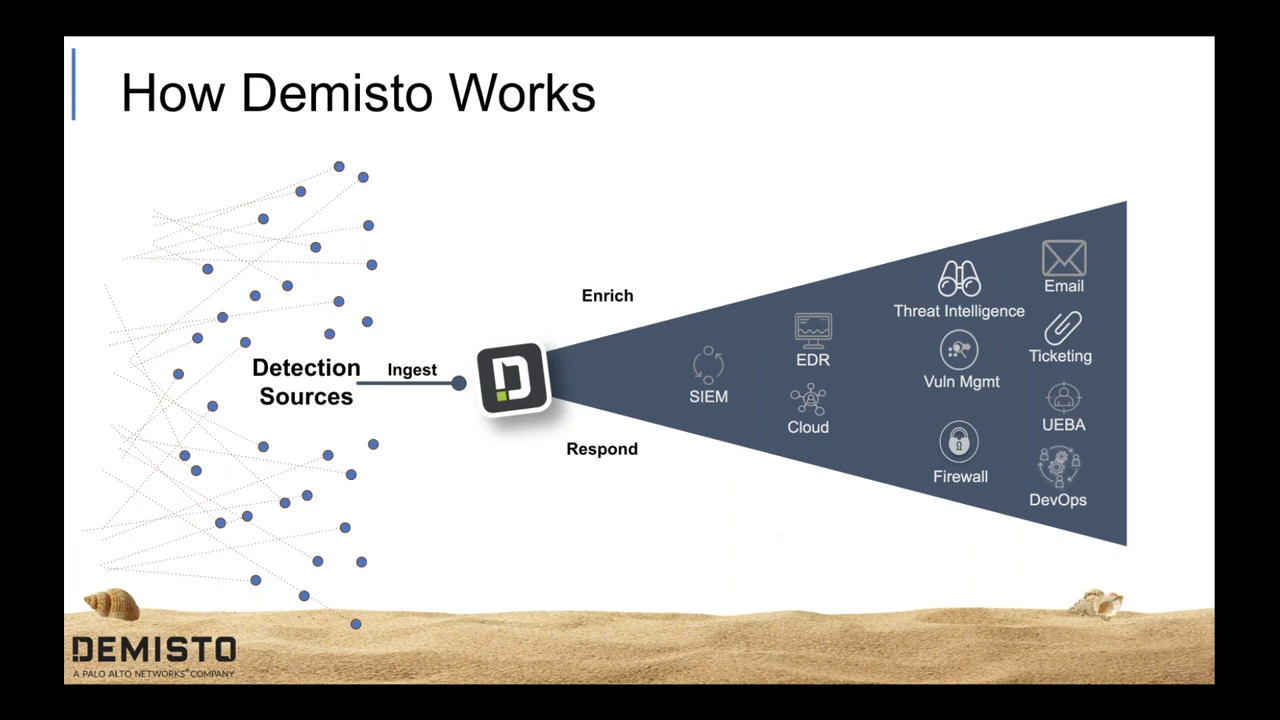 How Demisto Works
Detection
Sources
Ingest
Enrich
Respond
SIEM
EDR
Cloud
Threat Intelligence
Vuln Mgmt
Firewall
Email
Ticketing
UEBA
DevOps
DEMISTO
A PALO ALTO NETWORKS® COMPANY